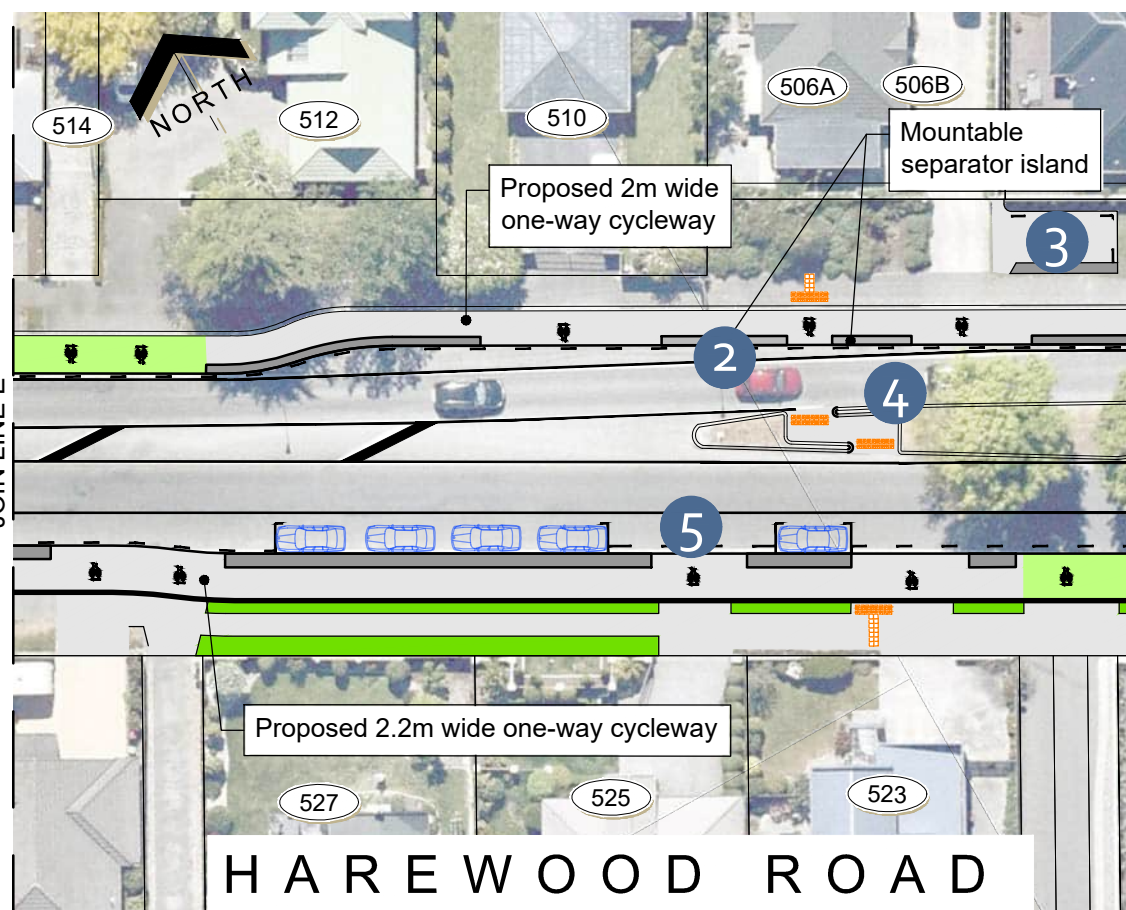 NORTH
514
512
510
506A
506B
Mountable
separator island
Proposed 2m wide
one-way cycleway
3
2
4
5
Proposed 2.2m wide one-way cycleway
527
525
523
HAREWOOD ROAD